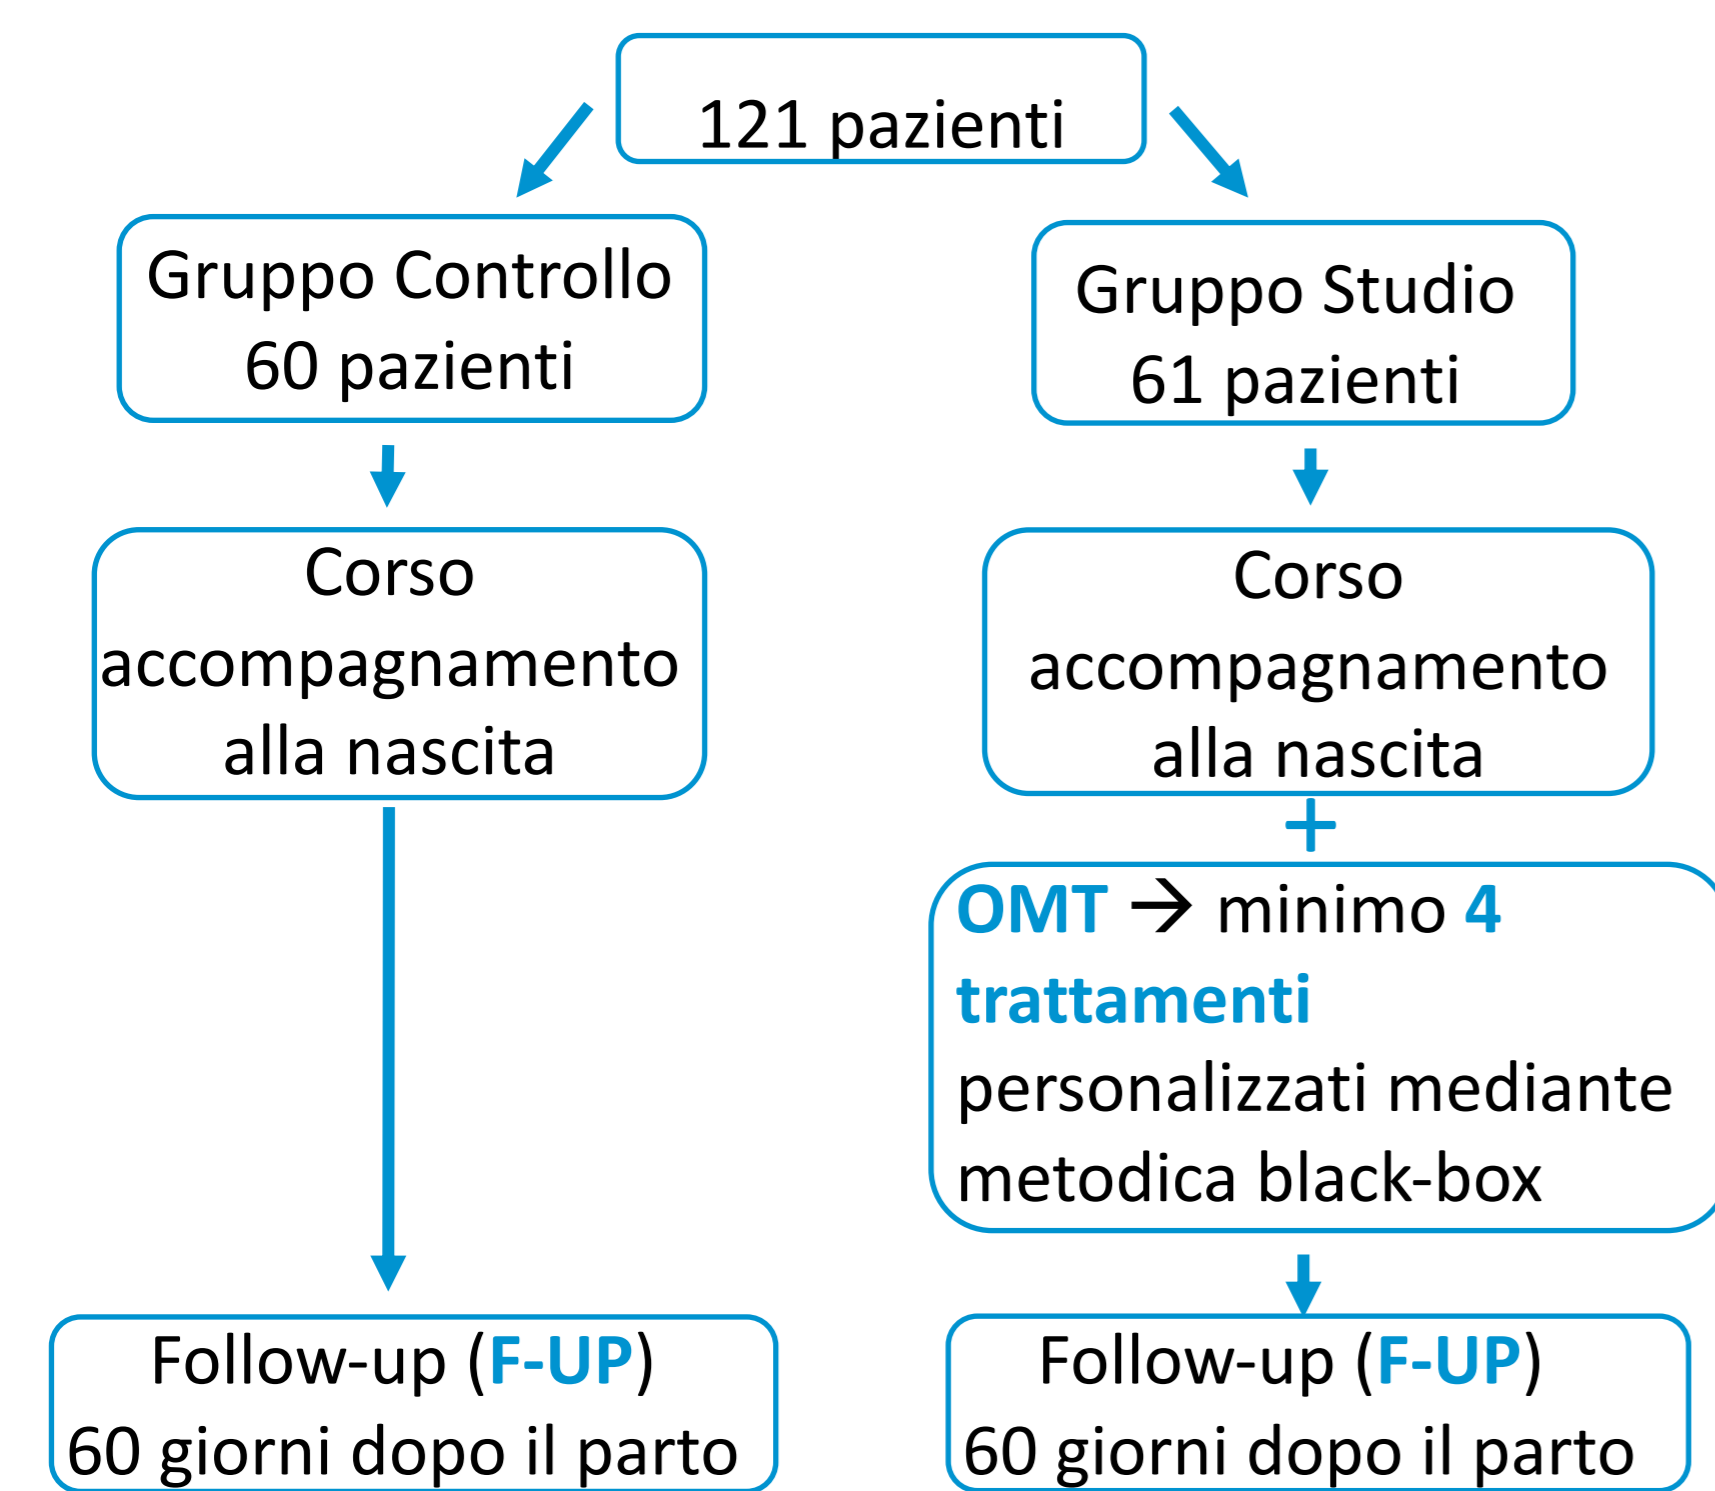 121 pazienti
Gruppo Controllo
60 pazienti
Gruppo Studio
61 pazienti
Corso
accompagnamento
alla nascita
Corso
accompagnamento
alla nascita
+
OMT → minimo 4
trattamenti
personalizzati mediante
metodica black-box
Follow-up (F-UP)
60 giorni dopo il parto
Follow-up (F-UP)
60 giorni dopo il parto